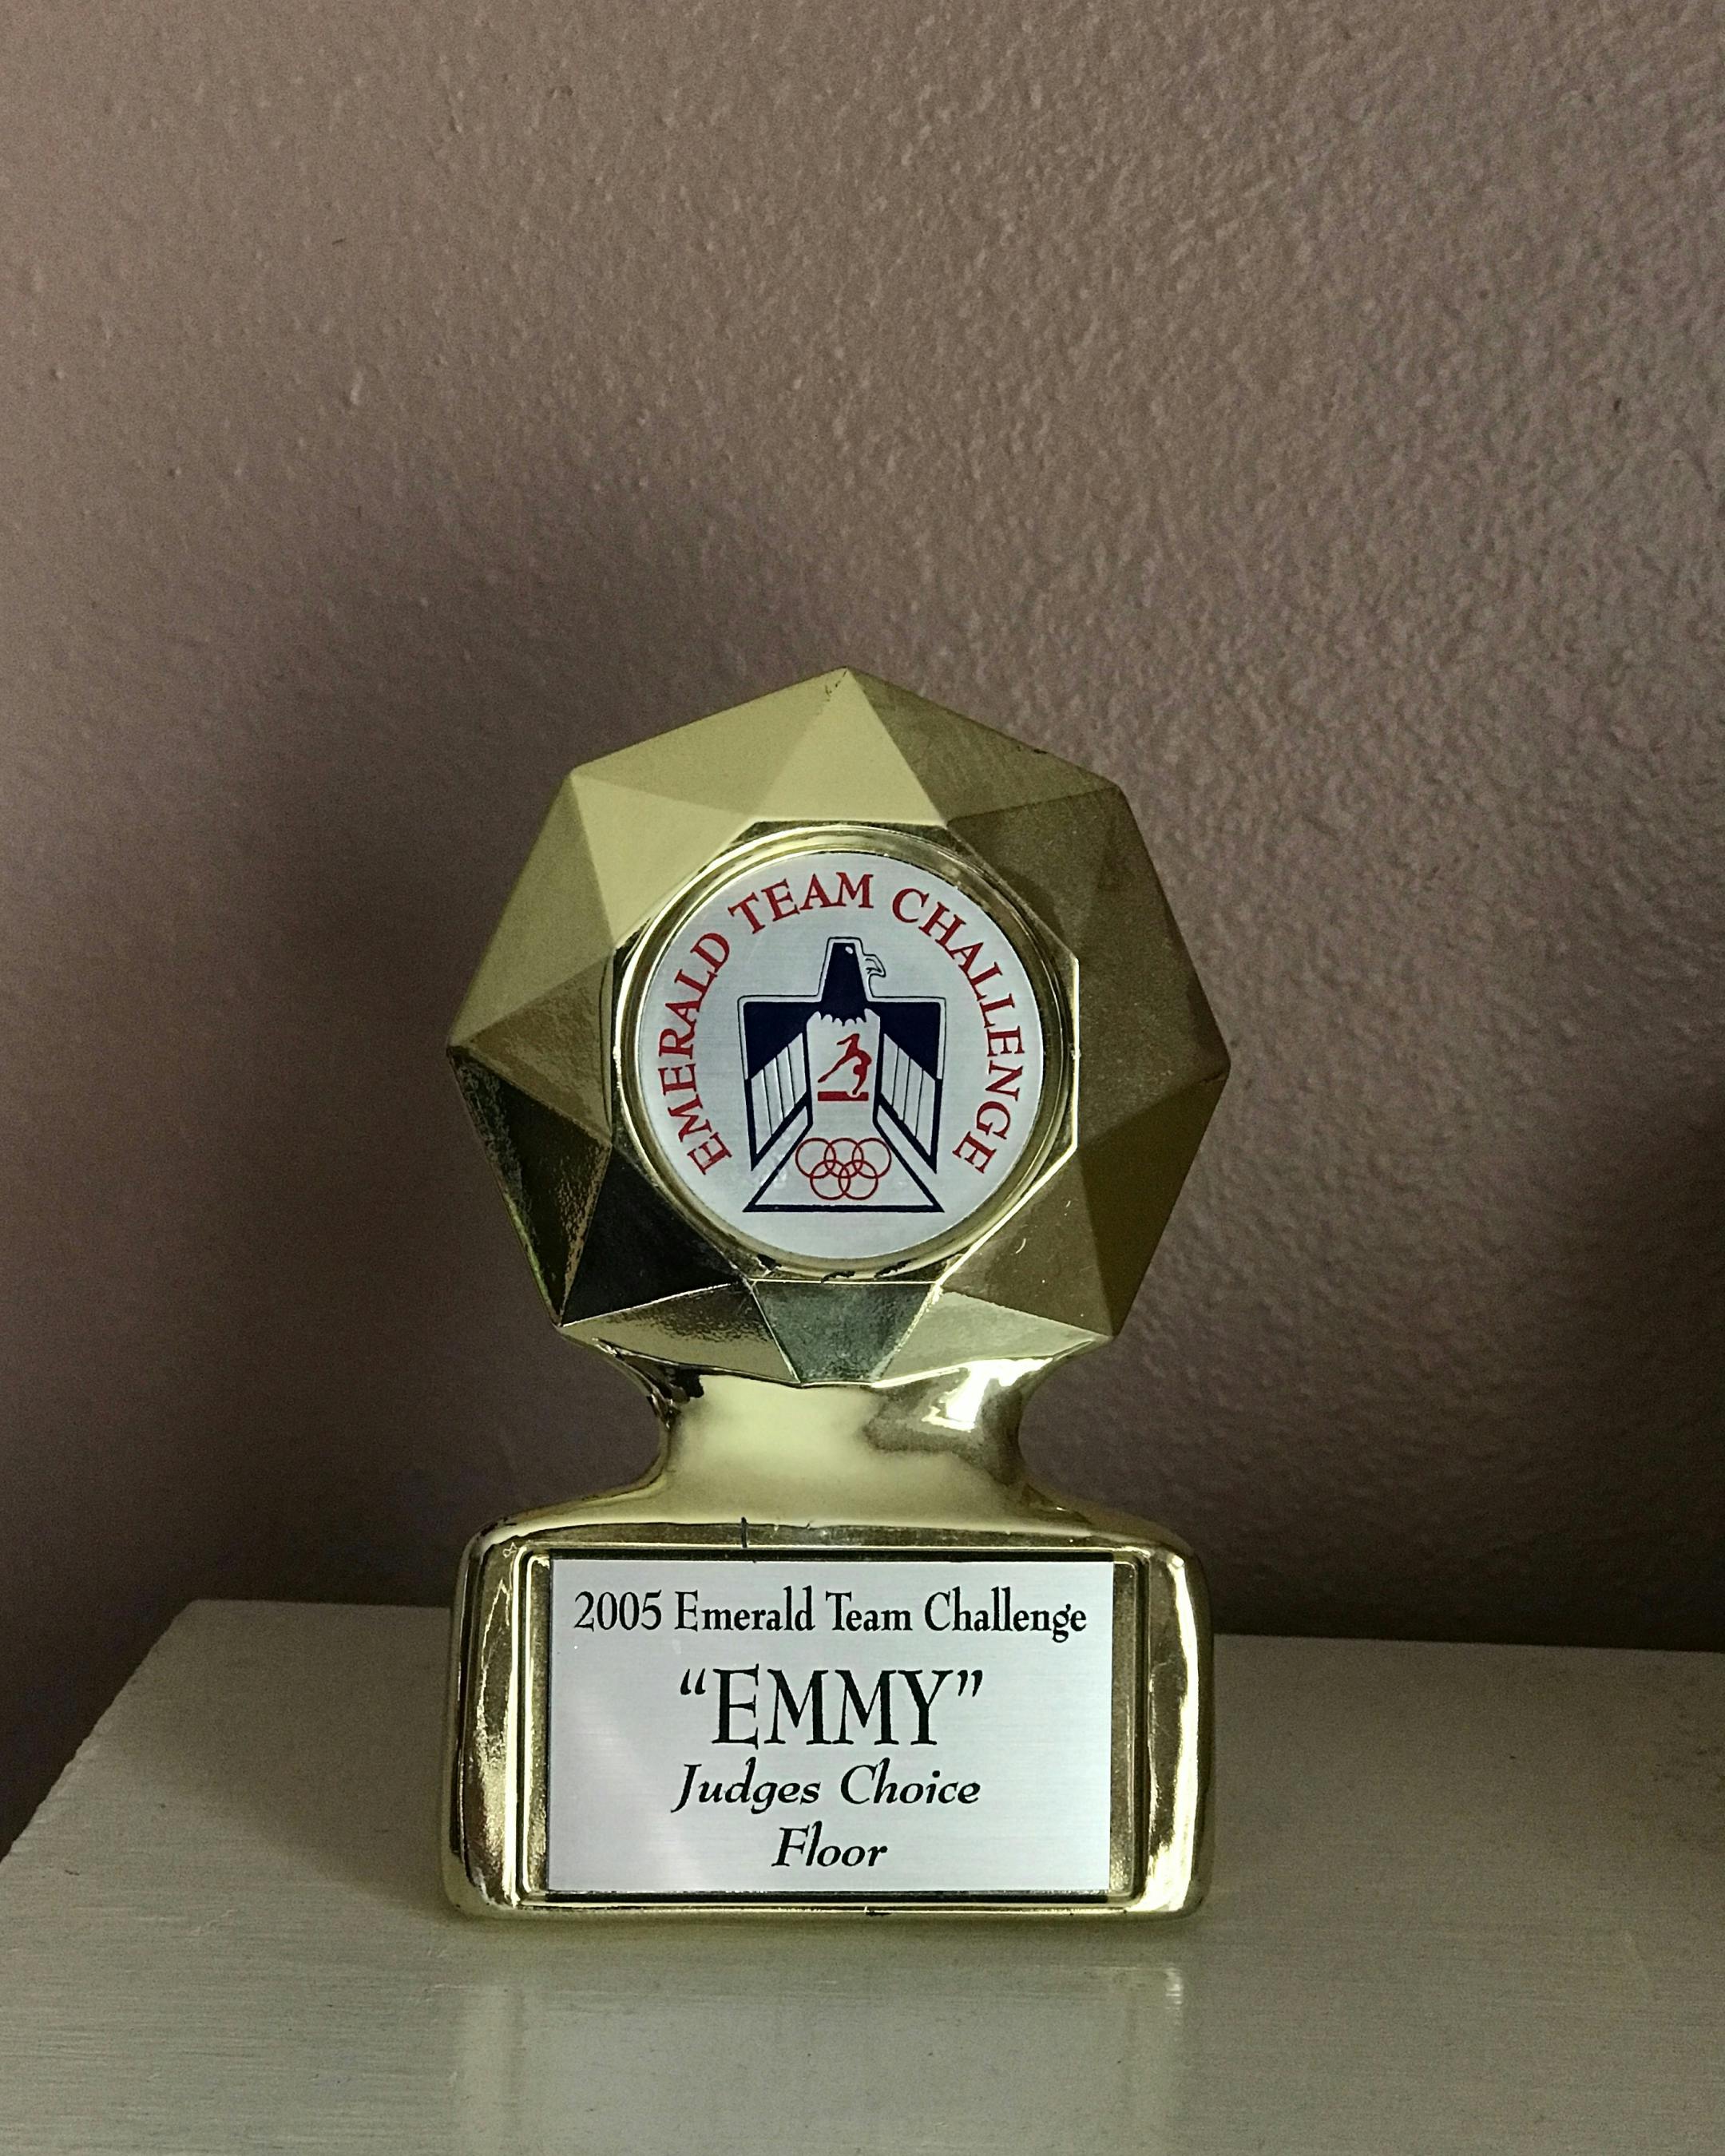 EMERALD TEAM CHALLENGE
2005 Emerald Team Challenge
“EMMY”
Judges Choice
Floor